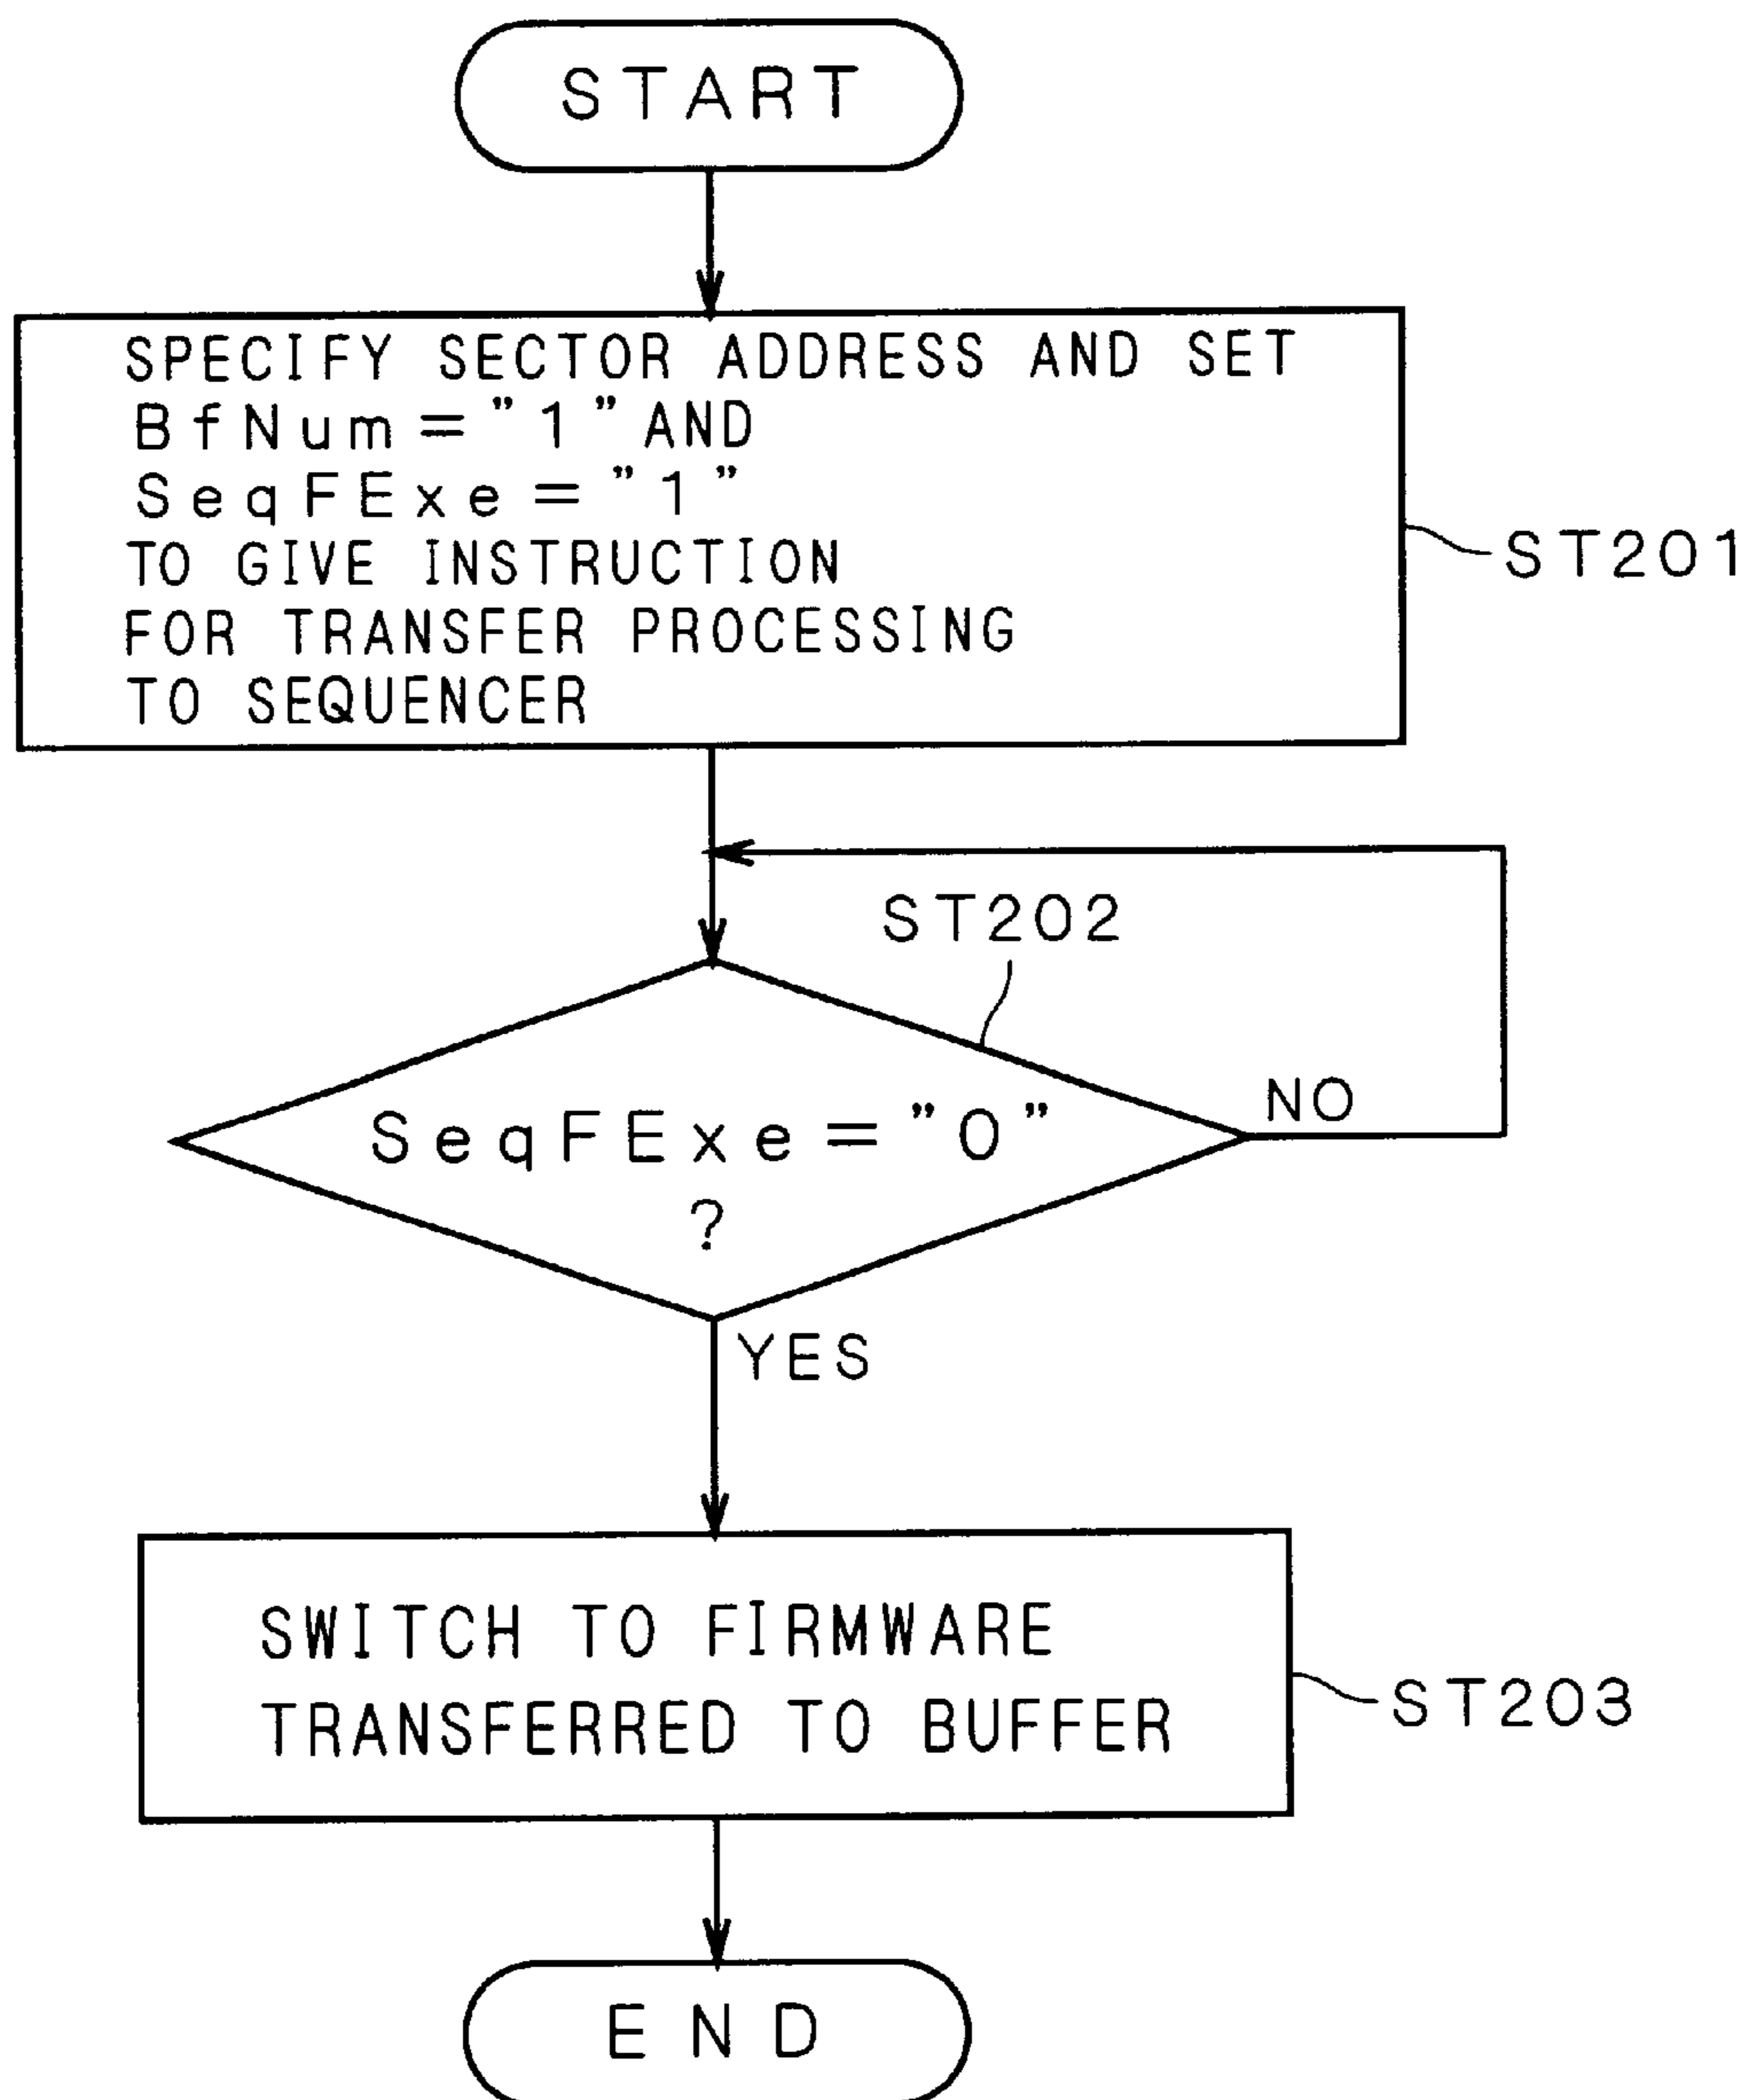 START
SPECIFY SECTOR ADDRESS AND SET
BfNum="1" AND
SeqFExe="1"
TO GIVE INSTRUCTION
FOR TRANSFER PROCESSING
TO SEQUENCER
ST201
ST202
NO
SeqFExe="0"
?
YES
SWITCH TO FIRMWARE
TRANSFERRED TO BUFFER
ST203
END